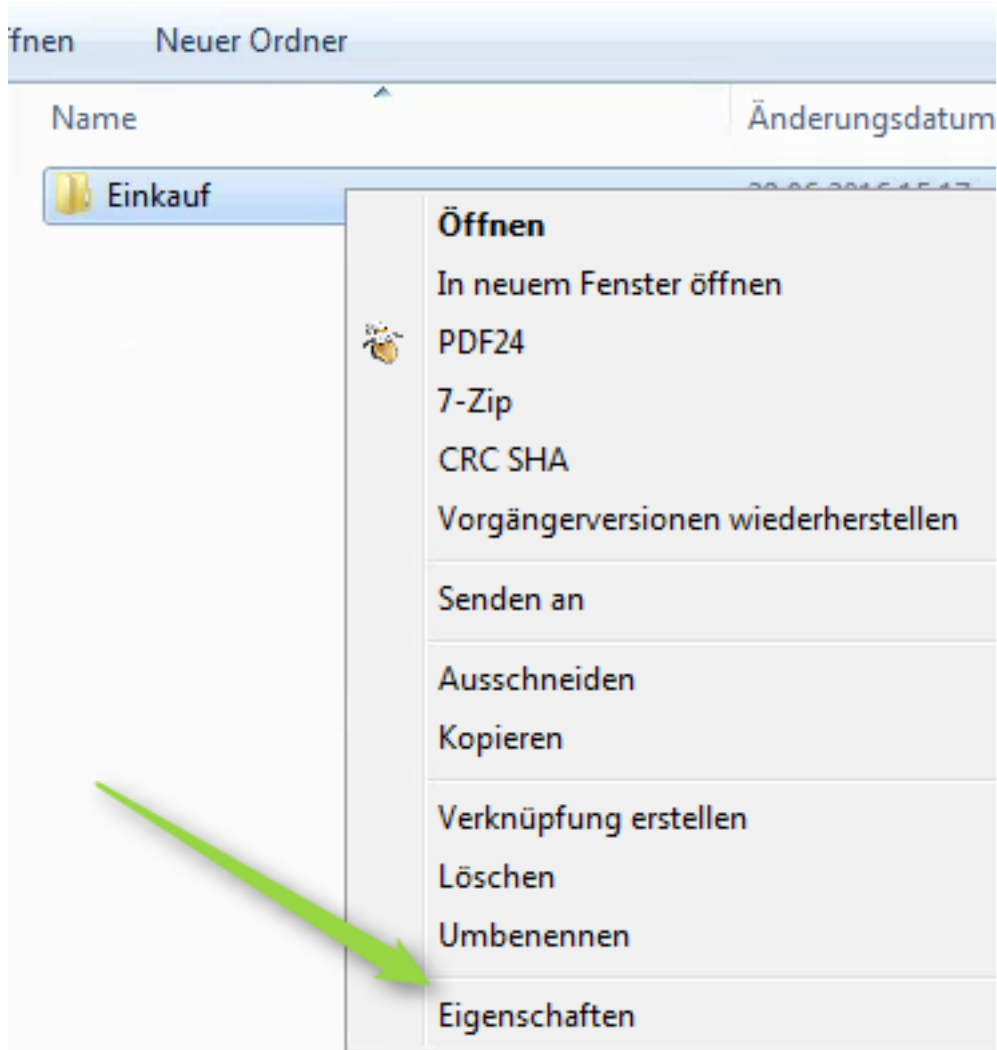 ffnen Neuer Ordner
Name Änderungsdatum
Einkauf
Öffnen
In neuem Fenster öffnen
PDF24
7-Zip
CRC SHA
Vorgängerversionen wiederherstellen
Senden an
Ausschneiden
Kopieren
Verknüpfung erstellen
Löschen
Umbenennen
Eigenschaften